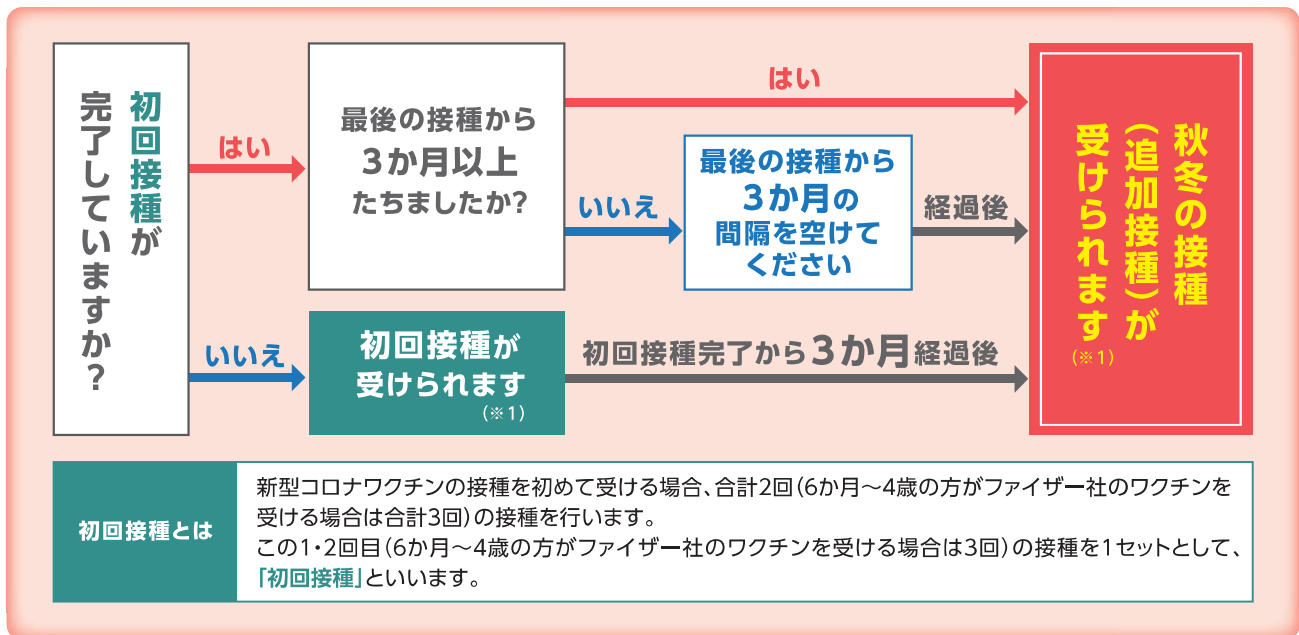 初回接種が
完了していますか？
はい
最後の接種から
3か月以上
たちましたか？
はい
いいえ
最後の接種から
3か月の
間隔を空けて
ください
経過後
秋冬の接種
（追加接種）が
受けられます
（※1）
いいえ
初回接種が
受けられます
（※1）
初回接種完了から3か月経過後
初回接種とは
新型コロナワクチンの接種を初めて受ける場合、合計2回（6か月～4歳の方がファイザー社のワクチンを
受ける場合は合計3回）の接種を行います。
この1・2回目（6か月～4歳の方がファイザー社のワクチンを受ける場合は3回）の接種を1セットとして、
「初回接種」といいます。